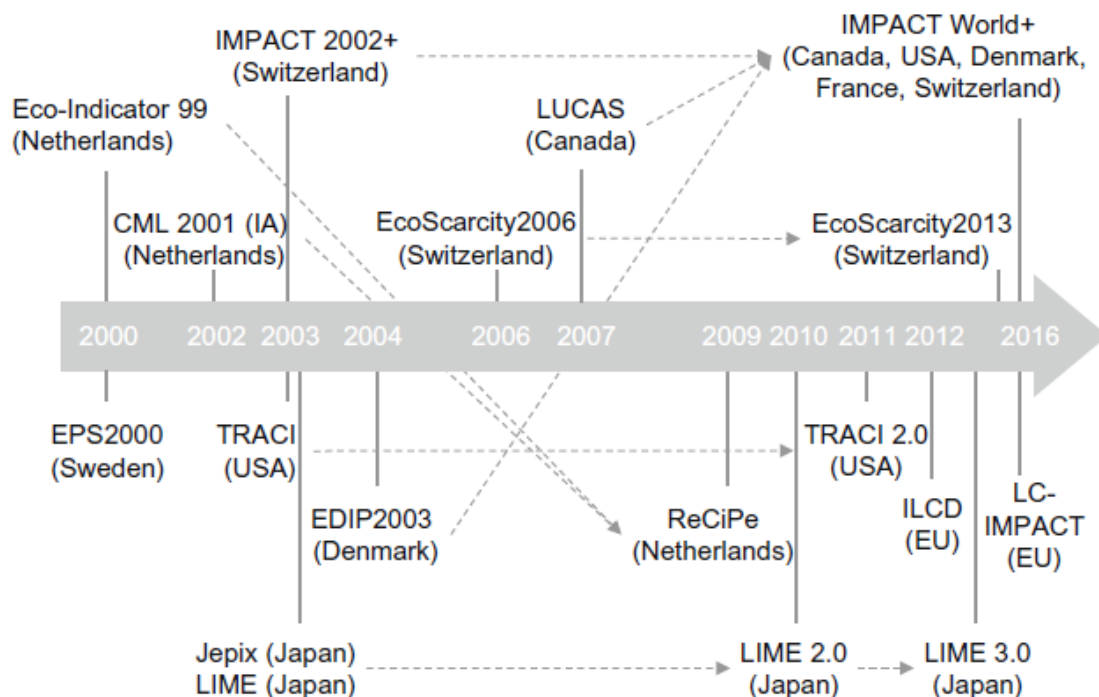 IMPACT 2002+
(Switzerland)
IMPACT World+
(Canada, USA, Denmark,
France, Switzerland)
Eco-Indicator 99
(Netherlands)
LUCAS
(Canada)
CML 2001 (IA)
(Netherlands)
EcoScarcity2006
(Switzerland)
EcoScarcity2013
(Switzerland)
2000 2002 2003 2004 2006 2007 2009 2010 2011 2012 2016
EPS2000
(Sweden)
TRACI
(USA)
TRACI 2.0
(USA)
EDIP2003
(Denmark)
ReCiPe
(Netherlands)
ILCD
(EU)
LC-
IMPACT
(EU)
Jepix (Japan)
LIME (Japan)
LIME 2.0
(Japan)
LIME 3.0
(Japan)